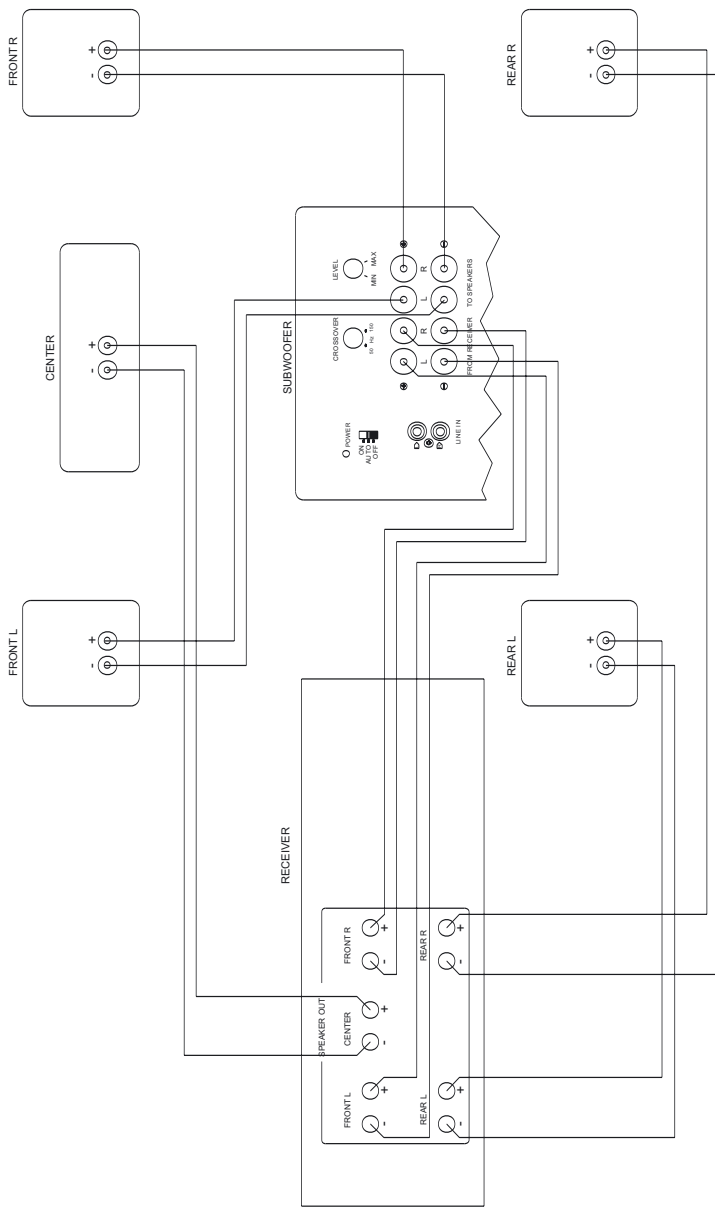 FRONT L
- +
CENTER
- +
FRONT R
- +
SUBWOOFER
POWER
ON
AUTO
OFF
CROSSOVER
50 Hz 150
LEVEL
MIN MAX
L R L R
+ +
- -
FROM RECEIVER TO SPEAKERS
LINE IN
RECEIVER
SPEAKER OUT
FRONT L CENTER FRONT R
- + - + - +
REAR L REAR R
- + - +
REAR L
- +
REAR R
- +